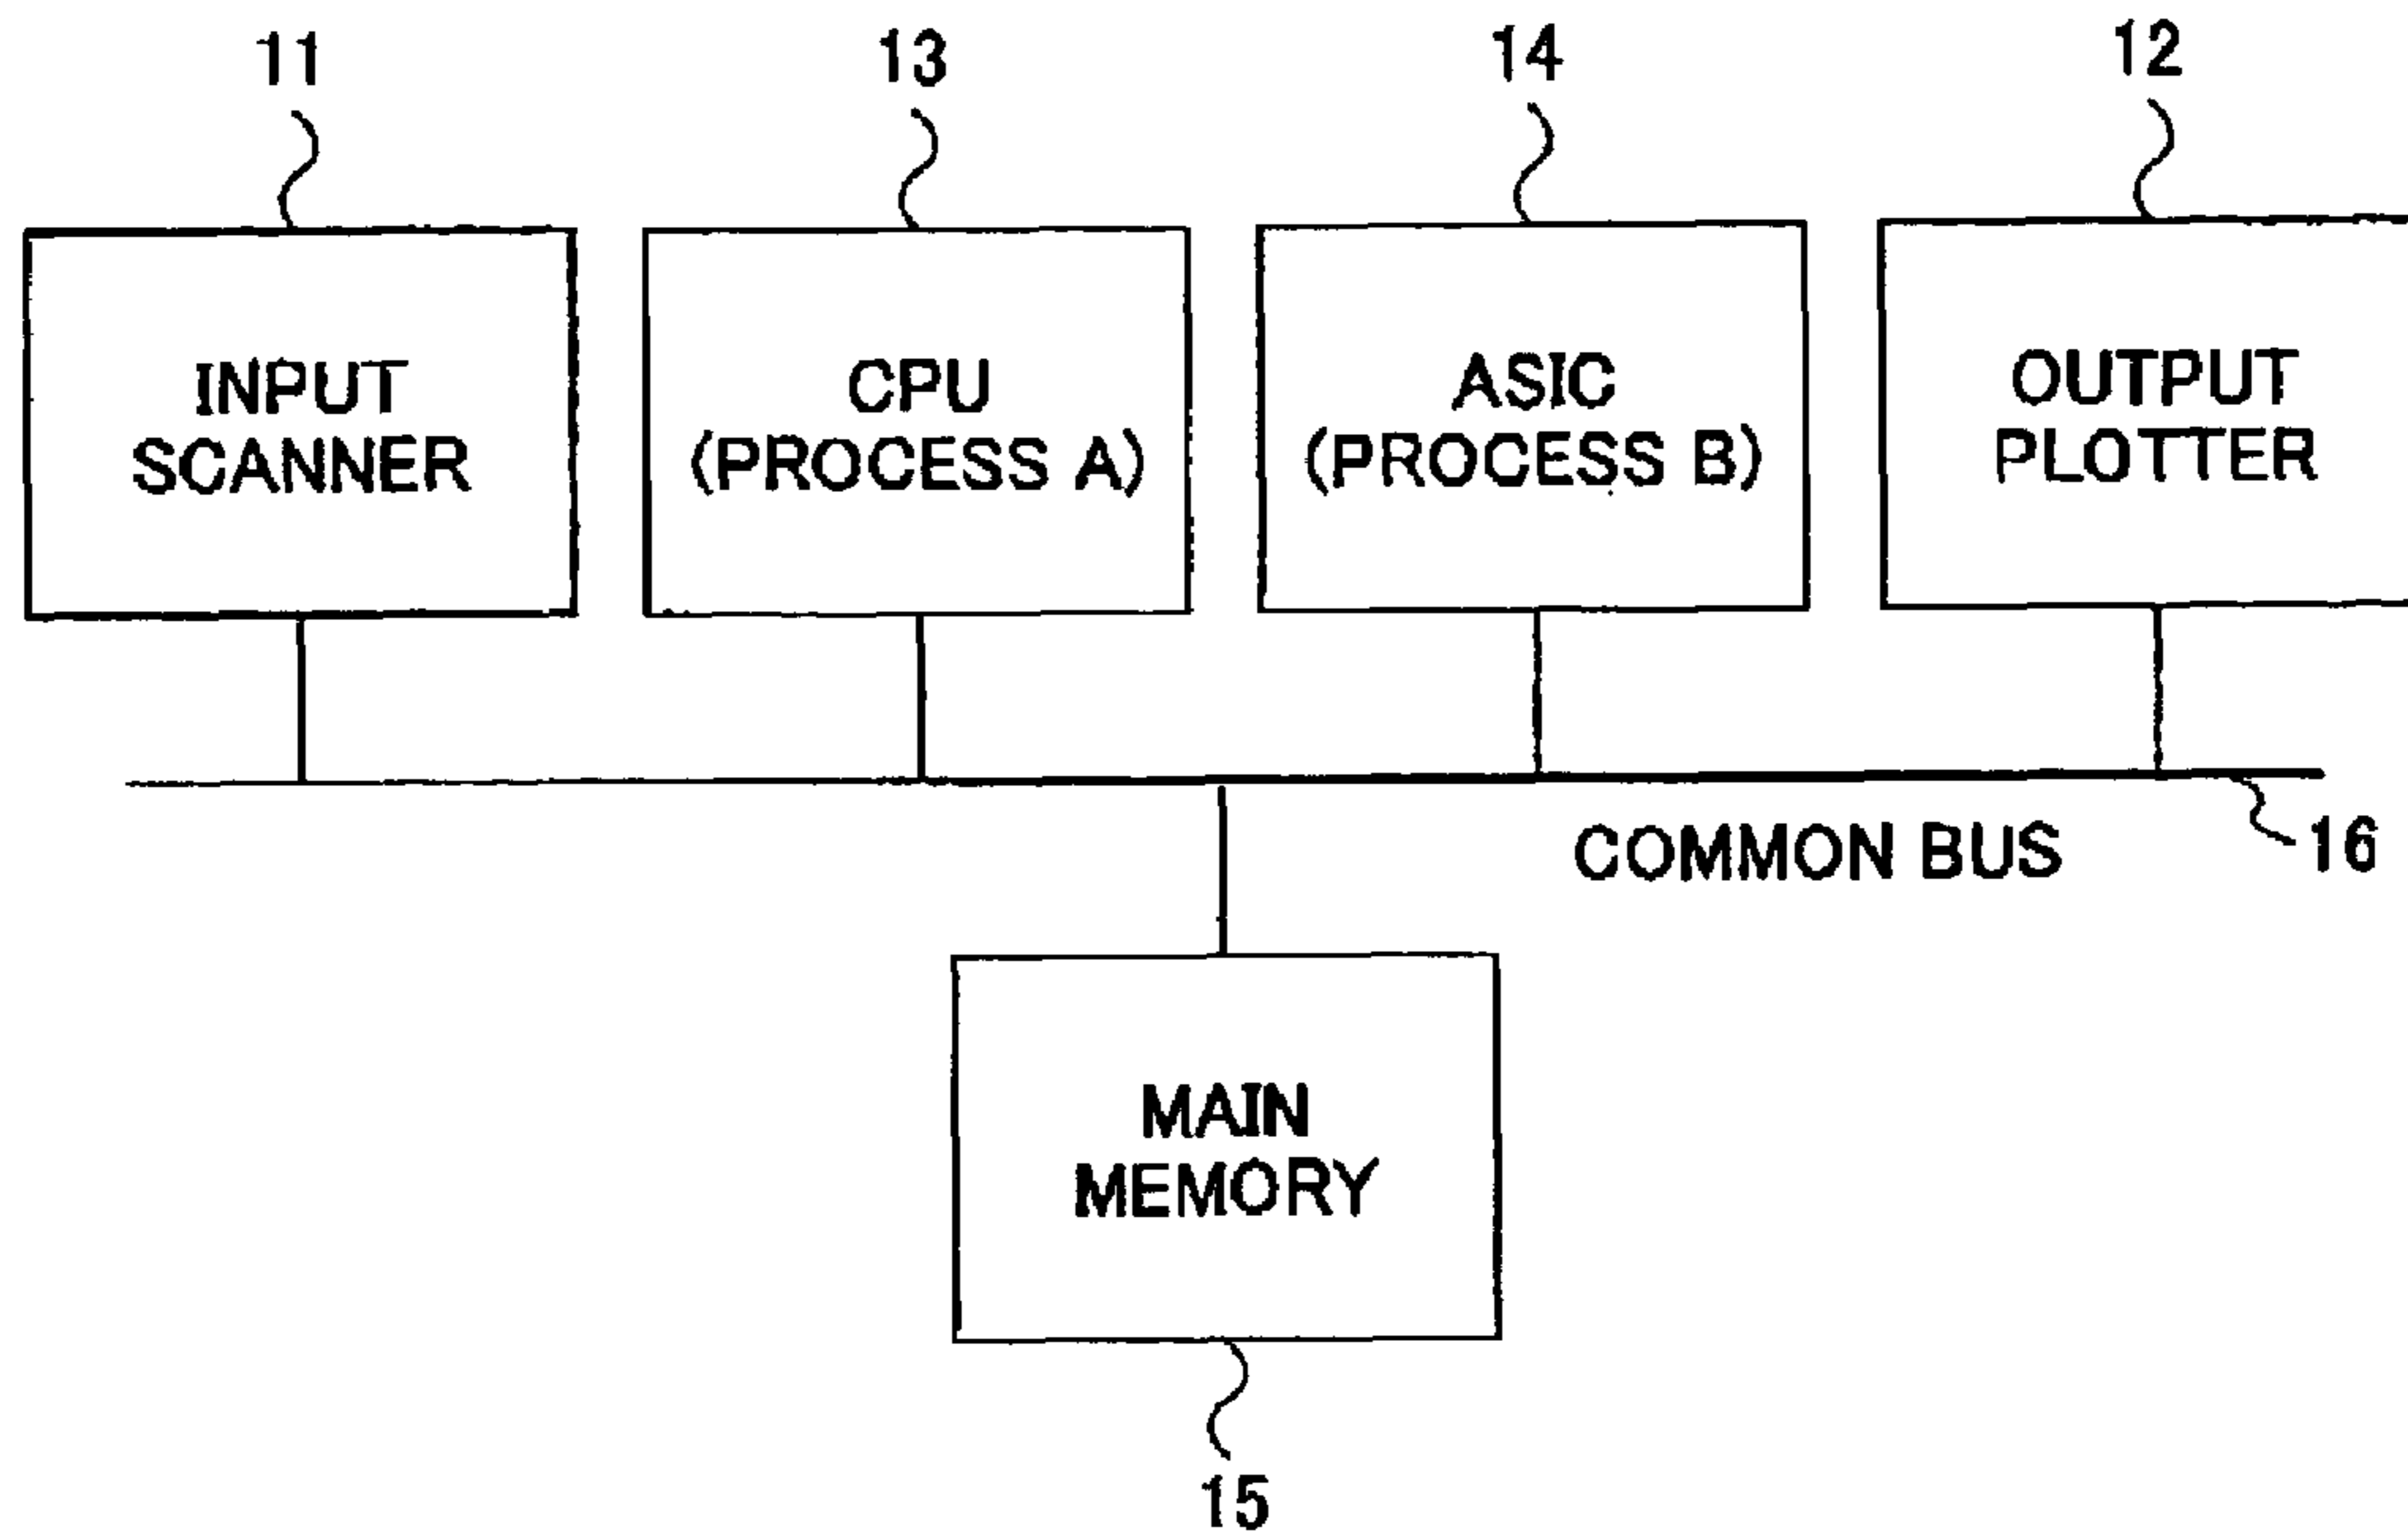 11
13
14
12
INPUT
SCANNER
CPU
(PROCESS A)
ASIC
(PROCESS B)
OUTPUT
PLOTTER
COMMON BUS
16
MAIN
MEMORY
15